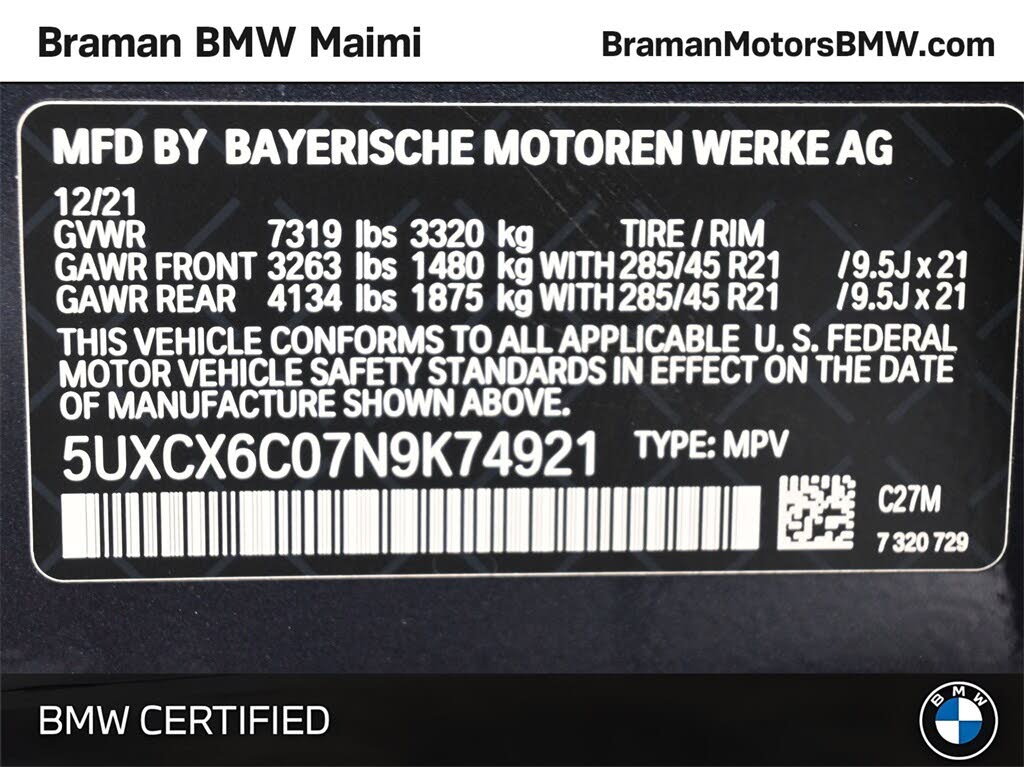 Braman BMW Maimi
BramanMotorsBMW.com
MFD BY BAYERISCHE MOTOREN WERKE AG
12/21
GVWR 7319 lbs 3320 kg TIRE / RIM
GAWR FRONT 3263 lbs 1480 kg WITH 285/45 R21 /9.5J x 21
GAWR REAR 4134 lbs 1875 kg WITH 285/45 R21 /9.5J x 21
THIS VEHICLE CONFORMS TO ALL APPLICABLE U. S. FEDERAL
MOTOR VEHICLE SAFETY STANDARDS IN EFFECT ON THE DATE
OF MANUFACTURE SHOWN ABOVE.
5UXCX6C07N9K74921 TYPE: MPV
C27M
7 320 729
BMW CERTIFIED
BMW